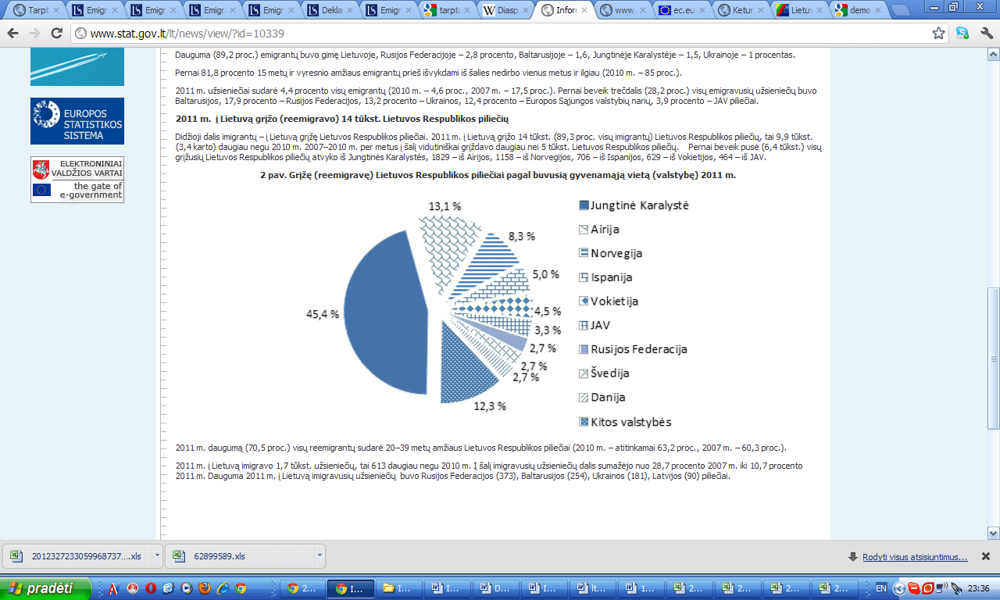 Tarpt
Emigr
Emigra
Emigr
Dekla
Emigr
tarpta
Diasp
Inforr
www.
ec.eu
Ketur
Lietuv
demo
www.stat.gov.lt/lt/news/view/?id=10339
Dauguma (89,2 proc.) emigrantų buvo gimę Lietuvoje, Rusijos Federacijoje – 2,8 procento, Baltarusijoje – 1,6, Jungtinėje Karalystėje – 1,5, Ukrainoje – 1 procentas.
Pernai 81,8 procento 15 metų ir vyresnio amžiaus emigrantų prieš išvykdami iš šalies nedirbo vienus metus ir ilgiau (2010 m. – 85 proc.).
2011 m. užsieniečiai sudarė 4,4 procento visų emigrantų (2010 m. – 4,6 proc., 2007 m. – 17,5 proc.). Pernai beveik trečdalis (28,2 proc.) visų emigravusių užsieniečių buvo
Baltarusijos, 17,9 procento – Rusijos Federacijos, 13,2 procento – Ukrainos, 12,4 procento – Europos Sąjungos valstybių narių, 3,9 procento – JAV piliečiai.
EUROPOS
STATISTIKOS
SISTEMA
2011 m. į Lietuvą grįžo (reemigravo) 14 tūkst. Lietuvos Respublikos piliečių
Didžioji dalis imigrantų – į Lietuvą grįžę Lietuvos Respublikos piliečiai. 2011 m. į Lietuvą grįžo 14 tūkst. (89,3 proc. visų imigrantų) Lietuvos Respublikos piliečių, tai 9,9 tūkst.
(3,4 karto) daugiau negu 2010 m. 2007–2010 m. per metus į šalį vidutiniškai grįždavo daugiau nei 5 tūkst. Lietuvos Respublikos piliečių. Pernai beveik pusė (6,4 tūkst.) visų
grįžusių Lietuvos Respublikos piliečių atvyko iš Jungtinės Karalystės, 1829 – iš Airijos, 1158 – iš Norvegijos, 706 – iš Ispanijos, 629 – iš Vokietijos, 464 – iš JAV.
ELEKTRONINIAI
VALDŽIOS VARTAI
the gate of
e-government
2 pav. Grįžę (reemigravę) Lietuvos Respublikos piliečiai pagal buvusią gyvenamąją vietą (valstybę) 2011 m.
13,1 %
8,3 %
5,0 %
4,5 %
3,3 %
2,7 %
2,7 %
2,7 %
12,3 %
45,4 %
Jungtinė Karalystė
Airija
Norvegija
Ispanija
Vokietija
JAV
Rusijos Federacija
Švedija
Danija
Kitos valstybės
2011 m. daugumą (70,5 proc.) visų reemigrantų sudarė 20–39 metų amžiaus Lietuvos Respublikos piliečiai (2010 m. – atitinkamai 63,2 proc., 2007 m. – 60,3 proc.).
2011 m. į Lietuvą imigravo 1,7 tūkst. užsieniečių, tai 613 daugiau negu 2010 m. Į šalį imigravusių užsieniečių dalis sumažėjo nuo 28,7 procento 2007 m. iki 10,7 procento
2011 m. Dauguma 2011 m. į Lietuvą imigravusių užsieniečių buvo Rusijos Federacijos (373), Baltarusijos (254), Ukrainos (181), Latvijos (90) piliečiai.
2012327233059968737....xls
62899589.xls
Rodyti visus atsisiuntimus...
pradėti
2...
I...
I...
I...
D...
I...
lt...
1...
2...
2...
2...
2...
EN
23:36